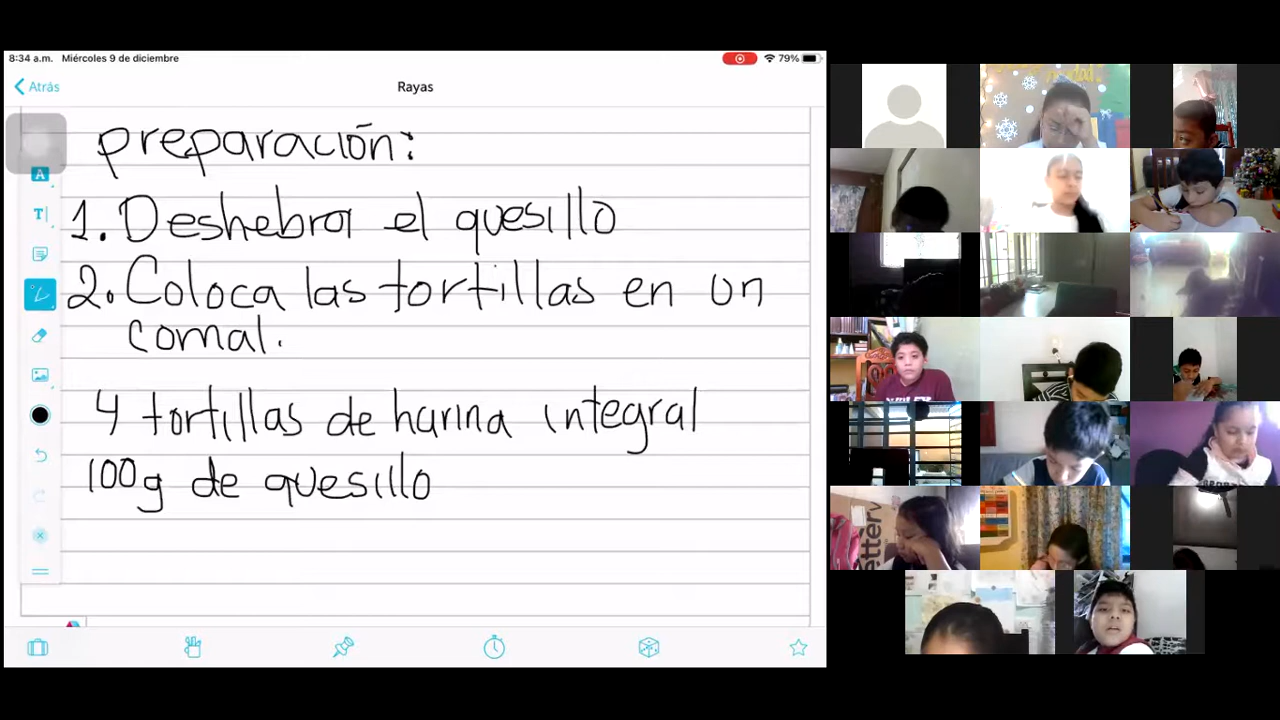 8:34 a.m. Miércoles 9 de diciembre
79%
Atrás
Rayas
preparación:
1. Deshebrar el quesillo
2. Coloca las tortillas en un
comal.
4 tortillas de harina integral
100g de quesillo
A
T